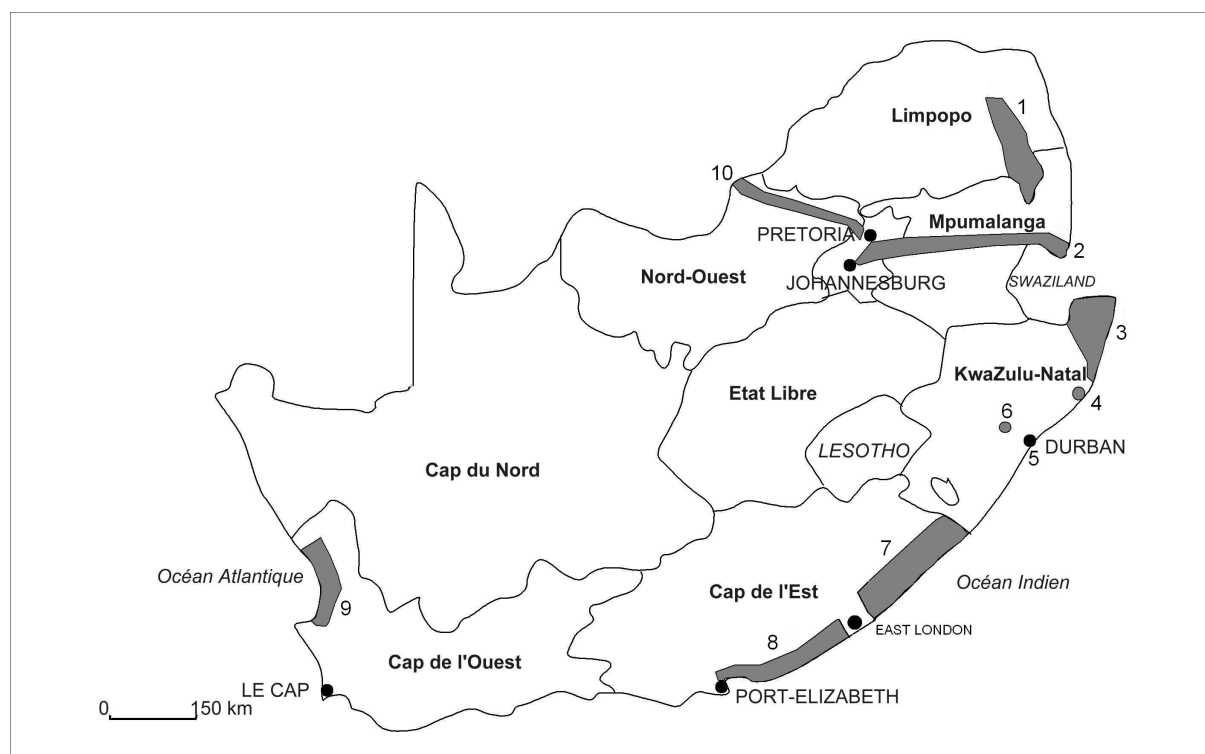 1
Limpopo
10
Mpumalanga
PRETORIA
2
JOHANNESBURG
Nord-Ouest
SWAZILAND
3
KwaZulu-Natal
4
Etat Libre
6
DURBAN
5
LESOTHO
Cap du Nord
7
Océan Atlantique
Océan Indien
Cap de l'Est
9
EAST LONDON
8
Cap de l'Ouest
LE CAP
PORT-ELIZABETH
0 150 km